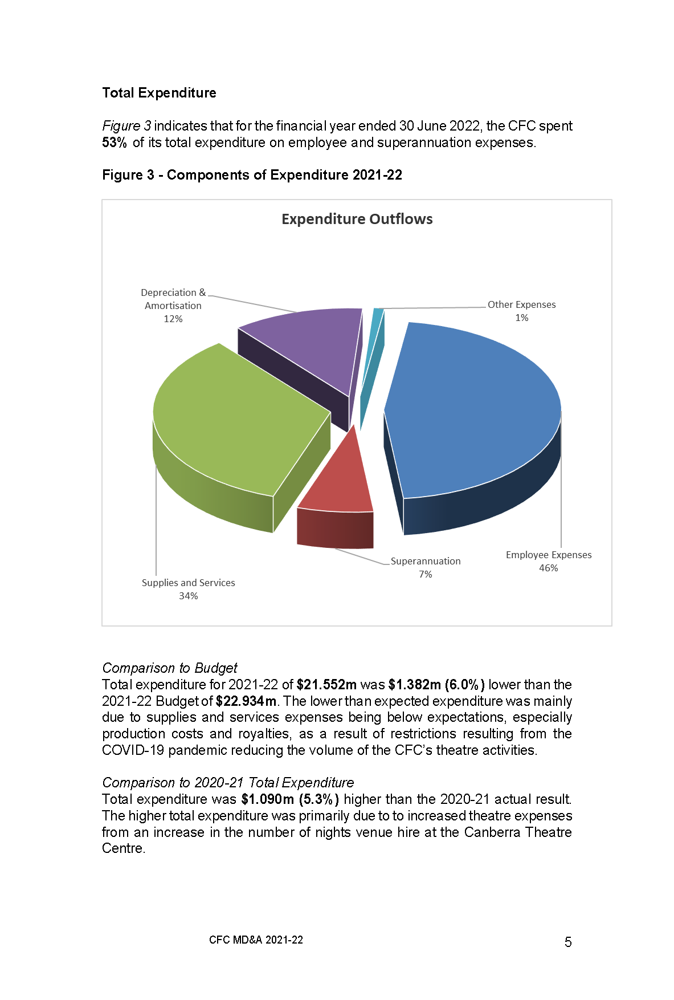 Total Expenditure
Figure 3 indicates that for the financial year ended 30 June 2022, the CFC spent
53% of its total expenditure on employee and superannuation expenses.
Figure 3 - Components of Expenditure 2021-22
Expenditure Outflows
Depreciation &
Amortisation
12%
Other Expenses
1%
Employee Expenses
46%
Superannuation
7%
Supplies and Services
34%
Comparison to Budget
Total expenditure for 2021-22 of $21.552m was $1.382m (6.0%) lower than the
2021-22 Budget of $22.934m. The lower than expected expenditure was mainly
due to supplies and services expenses being below expectations, especially
production costs and royalties, as a result of restrictions resulting from the
COVID-19 pandemic reducing the volume of the CFC’s theatre activities.
Comparison to 2020-21 Total Expenditure
Total expenditure was $1.090m (5.3%) higher than the 2020-21 actual result.
The higher total expenditure was primarily due to to increased theatre expenses
from an increase in the number of nights venue hire at the Canberra Theatre
Centre.
CFC MD&A 2021-22
5